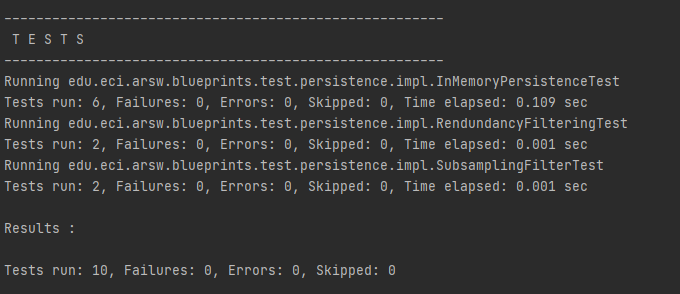 -------------------------------------------------------
T E S T S
-------------------------------------------------------
Running edu.eci.arsw.blueprints.test.persistence.impl.InMemoryPersistenceTest
Tests run: 6, Failures: 0, Errors: 0, Skipped: 0, Time elapsed: 0.109 sec
Running edu.eci.arsw.blueprints.test.persistence.impl.RendundancyFilteringTest
Tests run: 2, Failures: 0, Errors: 0, Skipped: 0, Time elapsed: 0.001 sec
Running edu.eci.arsw.blueprints.test.persistence.impl.SubsamplingFilterTest
Tests run: 2, Failures: 0, Errors: 0, Skipped: 0, Time elapsed: 0.001 sec
Results :
Tests run: 10, Failures: 0, Errors: 0, Skipped: 0